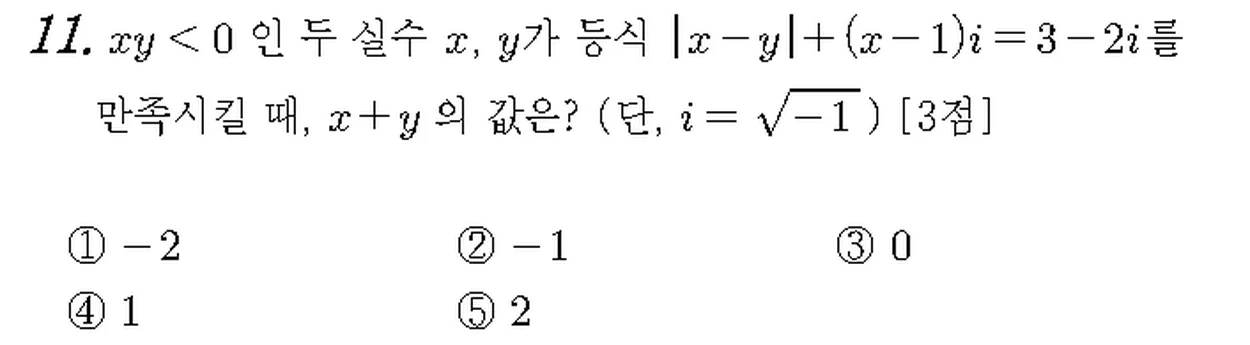 11. xy < 0 인 두 실수 x, y가 등식 |x-y|+(x-1)i=3-2i를
만족시킬 때, x+y 의 값은? (단, i= √-1 ) [3점]
① -2 ② -1 ③ 0
④ 1 ⑤ 2